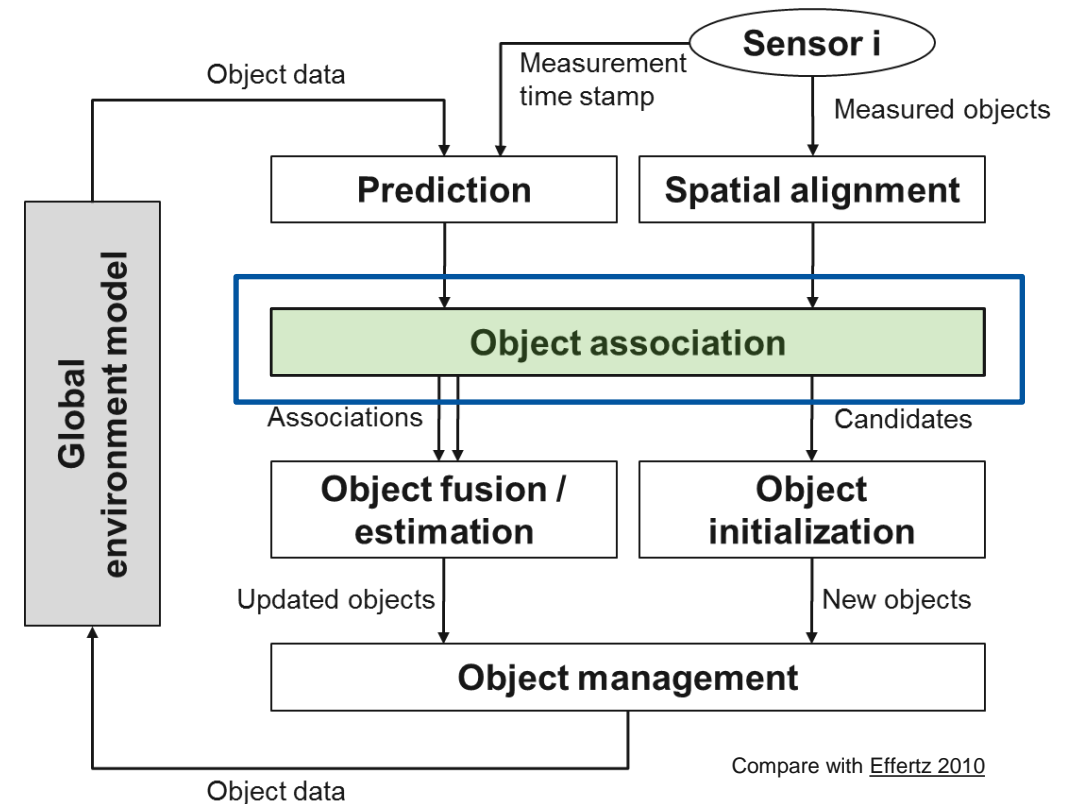 Sensor i
Object data
Measurement
time stamp
Measured objects
Prediction
Spatial alignment
Global
environment model
Object association
Associations
Candidates
Object fusion /
estimation
Object
initialization
Updated objects
New objects
Object management
Compare with Effertz 2010
Object data